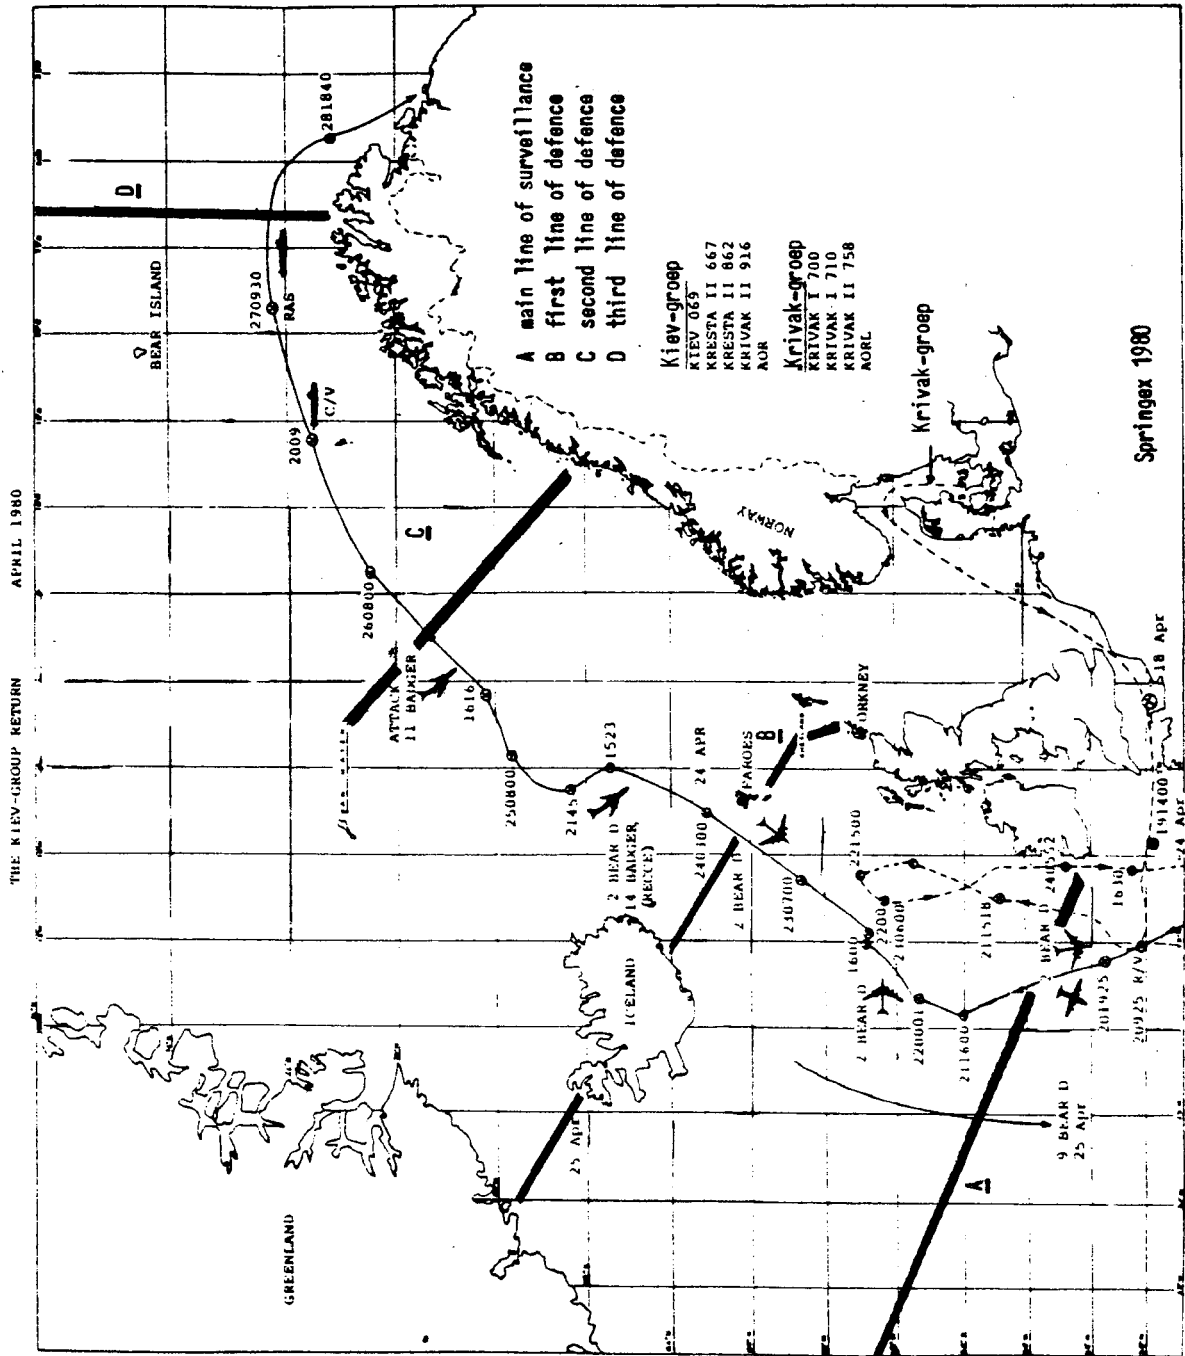 THE KIEV-GROUP RETURN APRIL 1980
GREENLAND
ICELAND
BEAR ISLAND
NORWAY
FAROES
ORKNEY
A main line of surveillance
B first line of defence
C second line of defence
D third line of defence
Kiev-groep
KIEV 069
KRESTA II 667
KRESTA II 862
KRIVAK II 916
AOR
Krivak-groep
KRIVAK I 700
KRIVAK I 710
KRIVAK II 758
AORL
Krivak-groep
Springex 1980
D
281840
270930
RAS
2009
C/V
C
260800
ATTACK
11 BADGER
1616
250800
2145
1523
2 BEAR D
14 BADGER
(RECCE)
24 APR
240300
B
2 BEAR D
230700
221500
1600
2200
2 BEAR D
220001
211600
211518
2 BEAR D
201925
20925 R/V
1630
191400
18 Apr
24 Apr
25 Apr
9 BEAR D
25 Apr
A